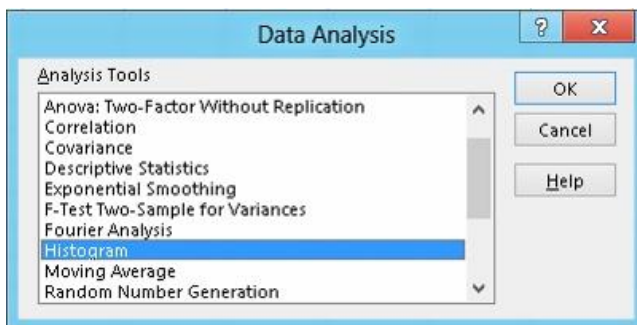 Data Analysis
?
x
Analysis Tools
Anova: Two-Factor Without Replication
Correlation
Covariance
Descriptive Statistics
Exponential Smoothing
F-Test Two-Sample for Variances
Fourier Analysis
Histogram
Moving Average
Random Number Generation
OK
Cancel
Help